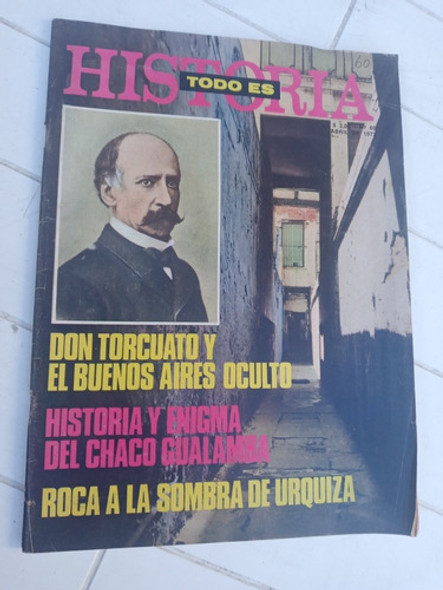 TODO ES
HISTORIA
60
DON TORCUATO Y
EL BUENOS AIRES OCULTO
HISTORIA Y ENIGMA
DEL CHACO GUALAMBA
ROCA A LA SOMBRA DE URQUIZA